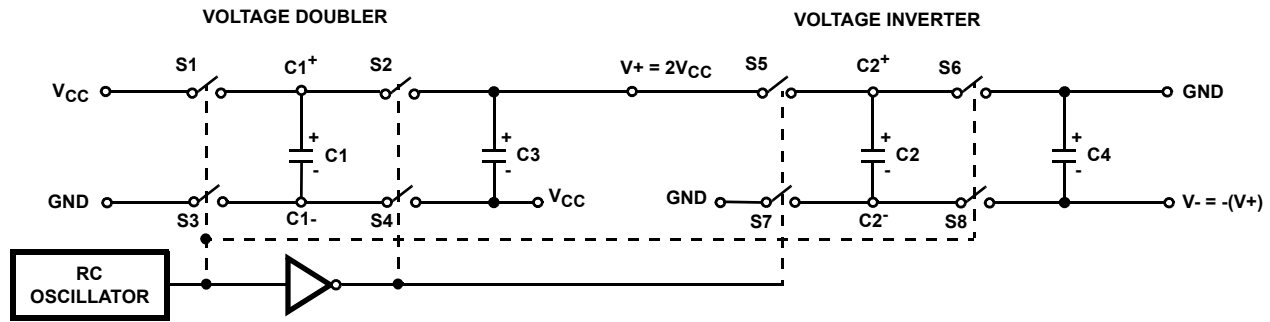 VOLTAGE DOUBLER
VOLTAGE INVERTER
S1
C1+
S2
V+ = 2VCC
S5
C2+
S6
VCC
GND
+
C1
-
+
C3
-
+
C2
-
+
C4
-
GND
S3
C1-
S4
VCC
GND
S7
C2-
S8
V- = -(V+)
RC
OSCILLATOR